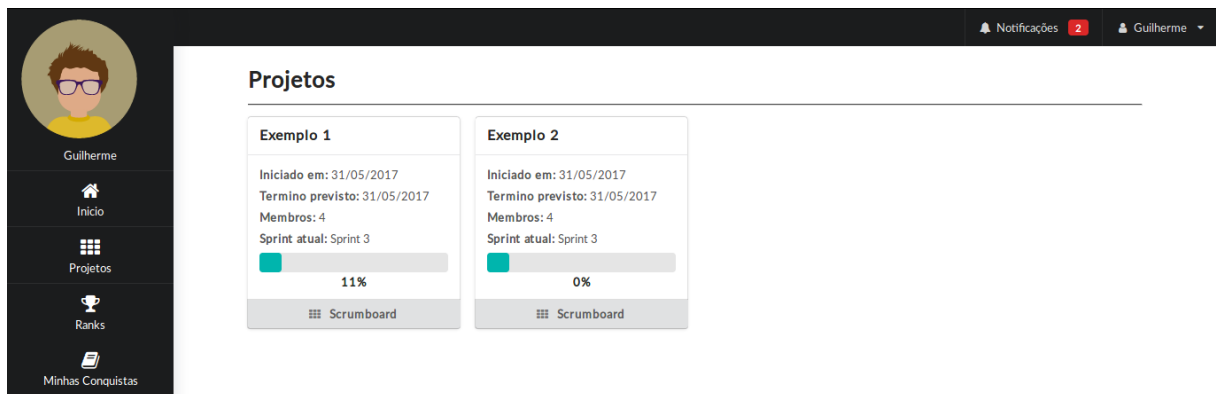 Notificações 2
Guilherme
Guilherme
Inicio
Projetos
Ranks
Minhas Conquistas
Projetos
Exemplo 1
Iniciado em: 31/05/2017
Termino previsto: 31/05/2017
Membros: 4
Sprint atual: Sprint 3
11%
Scrumboard
Exemplo 2
Iniciado em: 31/05/2017
Termino previsto: 31/05/2017
Membros: 4
Sprint atual: Sprint 3
0%
Scrumboard